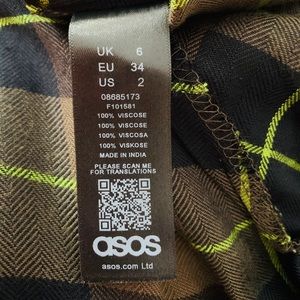 UK 6
EU 34
US 2
08685173
F101581
100% VISCOSE
100% VISCOSE
100% VISCOSA
100% VISKOSE
MADE IN INDIA
PLEASE SCAN ME
FOR TRANSLATIONS
asos
asos.com Ltd